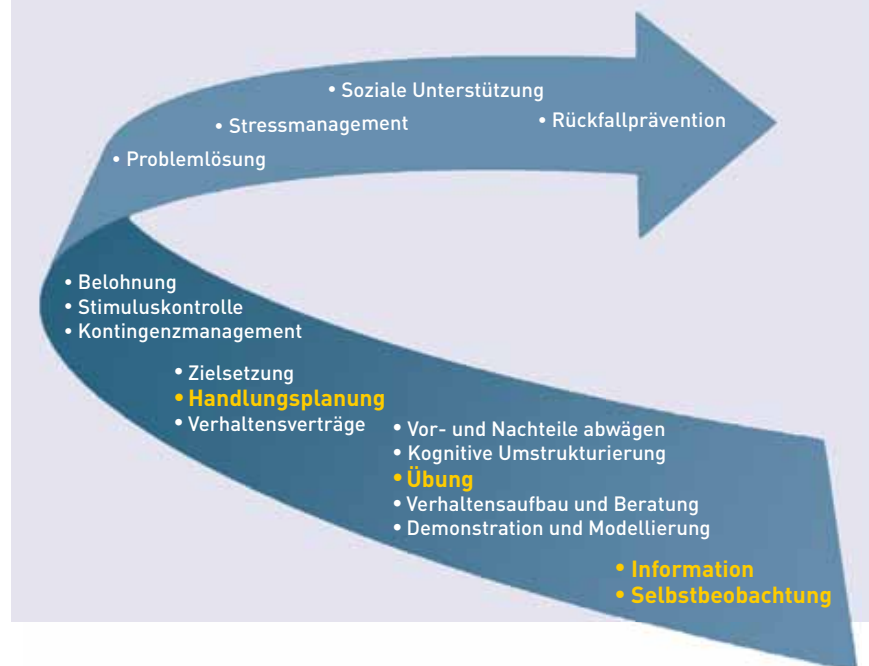 • Soziale Unterstützung
• Stressmanagement
• Rückfallprävention
• Problemlösung
• Belohnung
• Stimuluskontrolle
• Kontingenzmanagement
• Zielsetzung
• Handlungsplanung
• Verhaltensverträge
• Vor- und Nachteile abwägen
• Kognitive Umstrukturierung
• Übung
• Verhaltensaufbau und Beratung
• Demonstration und Modellierung
• Information
• Selbstbeobachtung